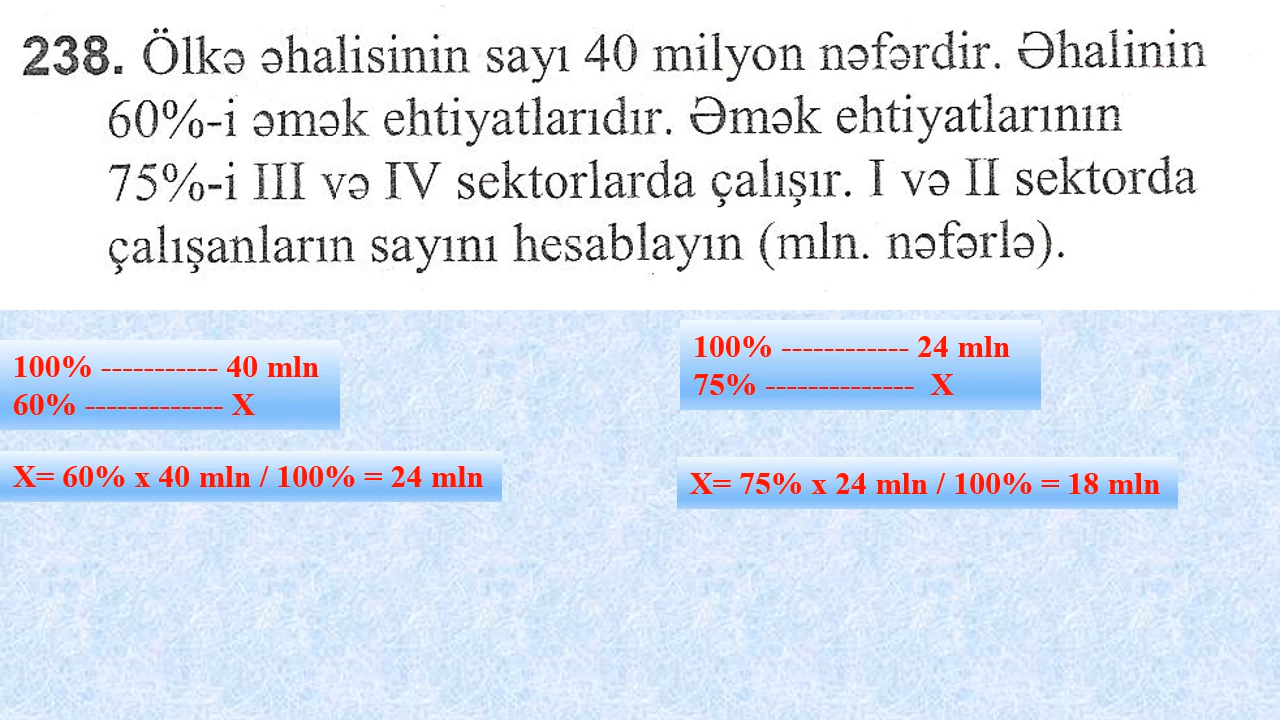 238. Ölkə əhalisinin sayı 40 milyon nəfərdir. Əhalinin
60%-i əmək ehtiyatlarıdır. Əmək ehtiyatlarının
75%-i III və IV sektorlarda çalışır. I və II sektorda
çalışanların sayını hesablayın (mln. nəfərlə).
100% ----------- 40 mln
60% ------------- X
X= 60% x 40 mln / 100% = 24 mln
100% ------------ 24 mln
75% -------------- X
X= 75% x 24 mln / 100% = 18 mln